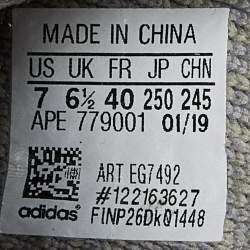 MADE IN CHINA
US UK FR JP CHN
7 6½ 40 250 245
APE 779001 01/19
ART EG7492
#122163627
adidas FINP26DK01448